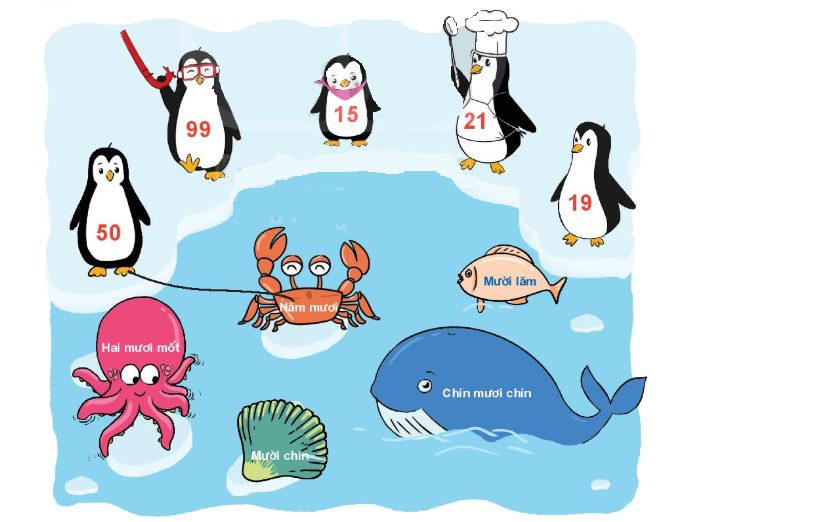 99
15
21
19
50
Năm mươi
Mười lăm
Hai mươi mốt
Chín mươi chín
Mười chín